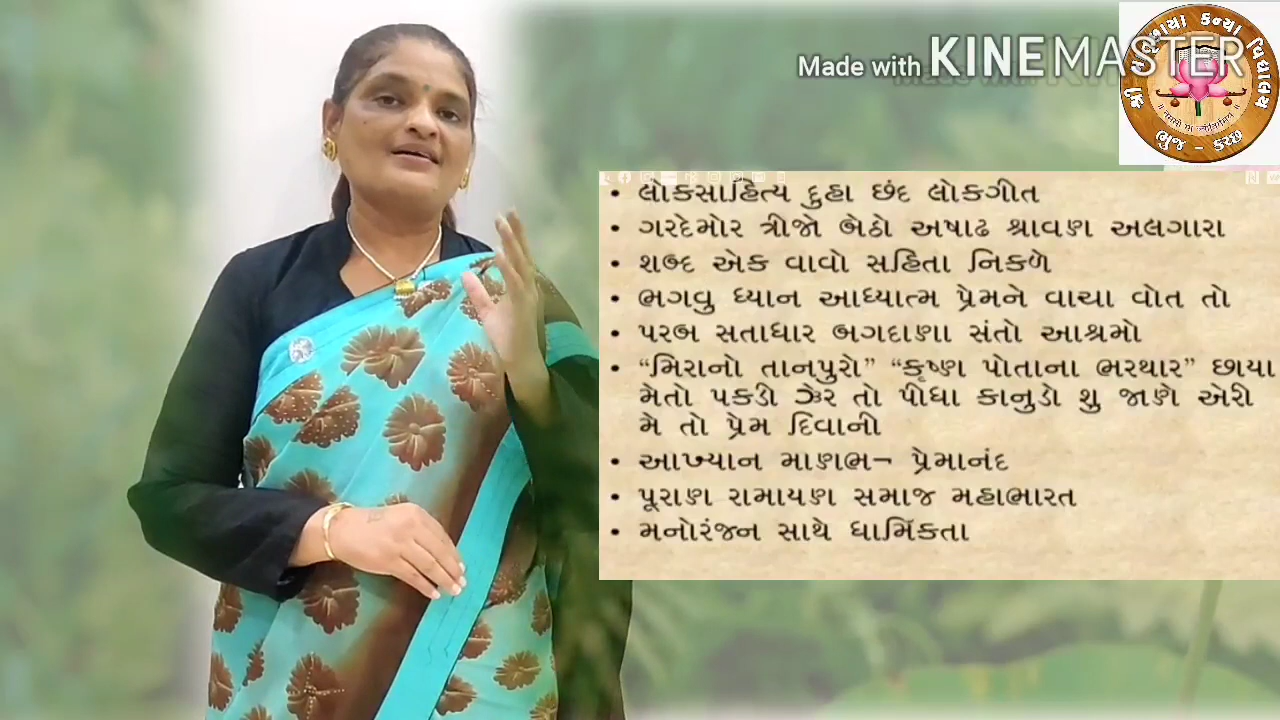 Made with KINEMASTER
ભુજ - કચ્છ
• લોકસાહિત્ય દુહા છંદ લોકગીત
• ગરદેમોર ત્રીજો બેઠો અષાઢ શ્રાવણ અલગારા
• શબ્દ એક વાવો સહિતા નિકળે
• ભગવુ ધ્યાન આધ્યાત્મ પ્રેમને વાચા વોત તો
• પરબ સતાધાર બગદાણા સંતો આશ્રમો
• “મિરાનો તાનપુરો” “કૃષ્ણ પોતાના ભરથાર” છાયા
મેતો પકડી ઝેર તો પીધા કાનુડો શુ જાણે એરી
મે તો પ્રેમ દિવાની
• આખ્યાન માણભ¬ પ્રેમાનંદ
• પૂરાણ રામાયણ સમાજ મહાભારત
• મનોરંજન સાથે ધાર્મિકતા